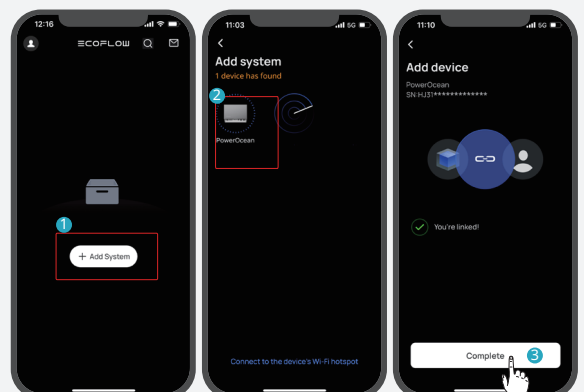 12:16
ECOFLOW
1
+ Add System
11:03
5G
Add system
1 device has found
2
PowerOcean
Connect to the device's Wi-Fi hotspot
11:10
5G
Add device
PowerOcean
SN:HJ31*************
You're linked!
Complete
3